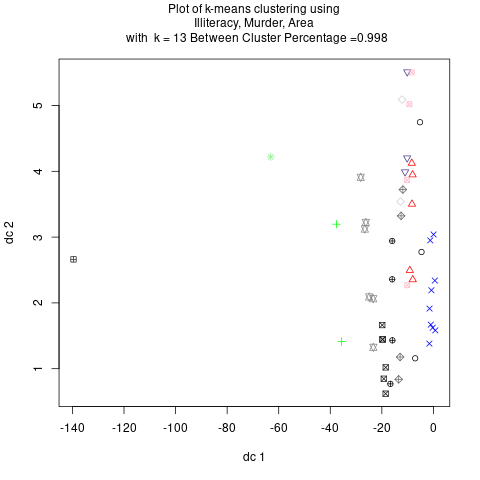 Plot of k-means clustering using
Illiteracy, Murder, Area
with k = 13 Between Cluster Percentage =0.998
5
4
3
2
1
dc 2
-140 -120 -100 -80 -60 -40 -20 0
dc 1